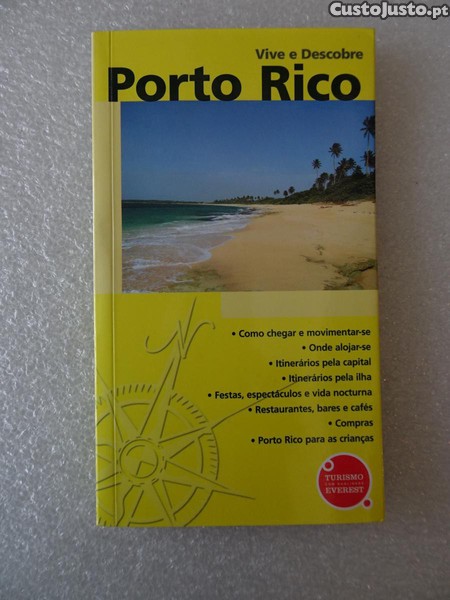 CustoJusto.pt
Vive e Descobre
Porto Rico
N
• Como chegar e movimentar-se
• Onde alojar-se
• Itinerários pela capital
• Itinerários pela ilha
• Festas, espectáculos e vida nocturna
• Restaurantes, bares e cafés
• Compras
• Porto Rico para as crianças
TURISMO
EVEREST